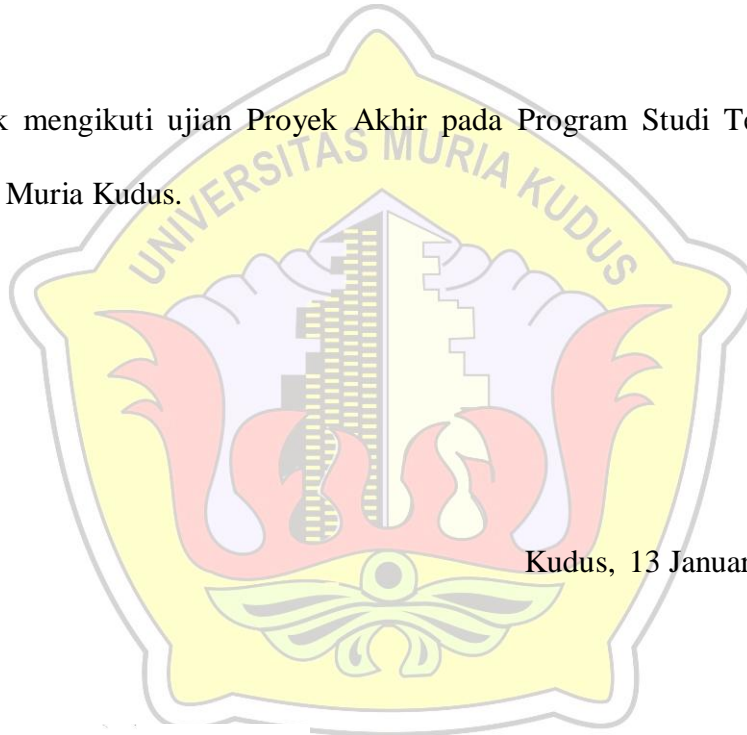 k mengikuti ujian Proyek Akhir pada Program Studi Te
UNIVERSITAS MURIA KUDUS
Muria Kudus.
Kudus, 13 Januar